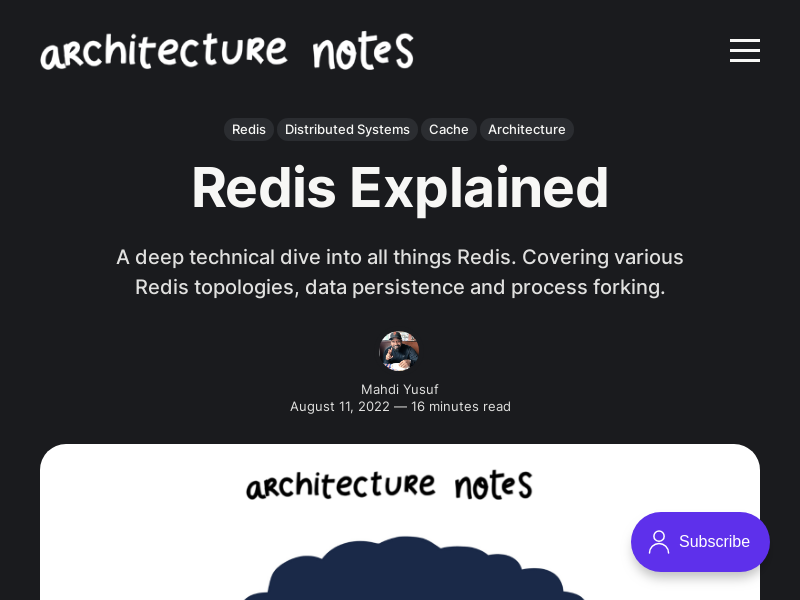 architecture notes
Redis Distributed Systems Cache Architecture
Redis Explained
A deep technical dive into all things Redis. Covering various
Redis topologies, data persistence and process forking.
Mahdi Yusuf
August 11, 2022 — 16 minutes read
architecture notes
Subscribe